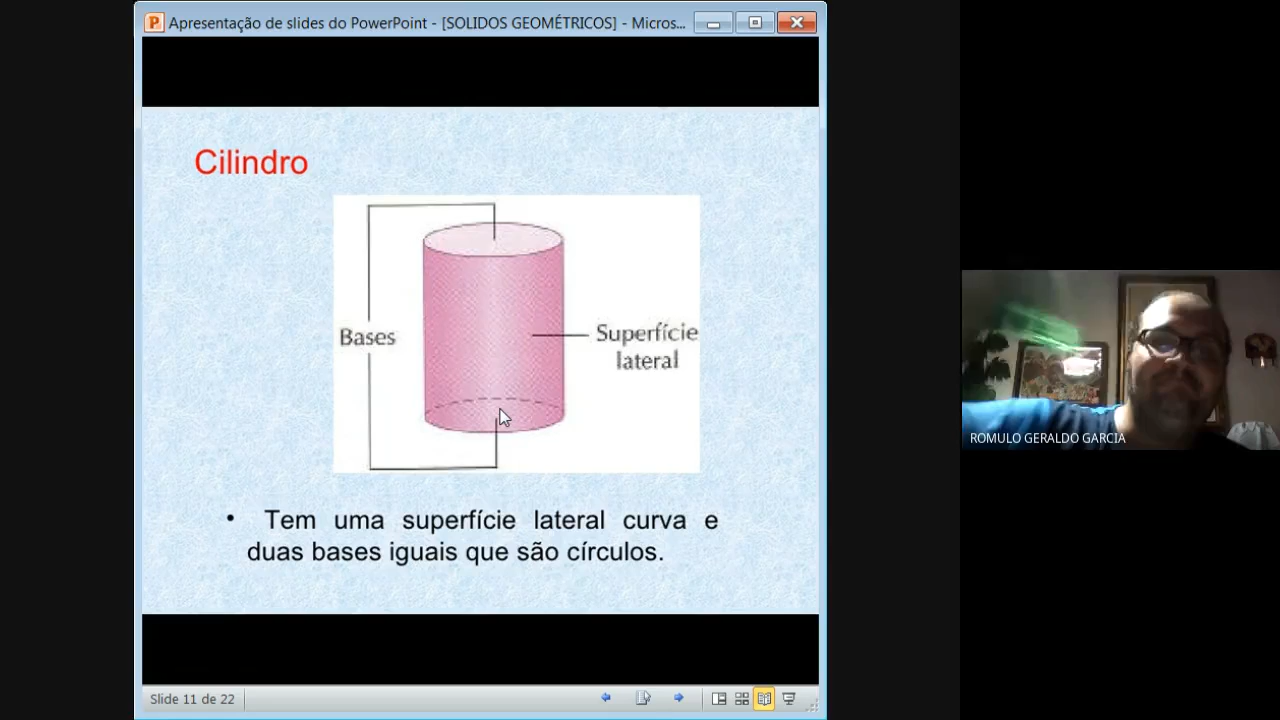 Apresentação de slides do PowerPoint - [SOLIDOS GEOMÉTRICOS] - Micros...
Cilindro
Bases
Superfície
lateral
• Tem uma superfície lateral curva e
duas bases iguais que são círculos.
ROMULO GERALDO GARCIA
Slide 11 de 22